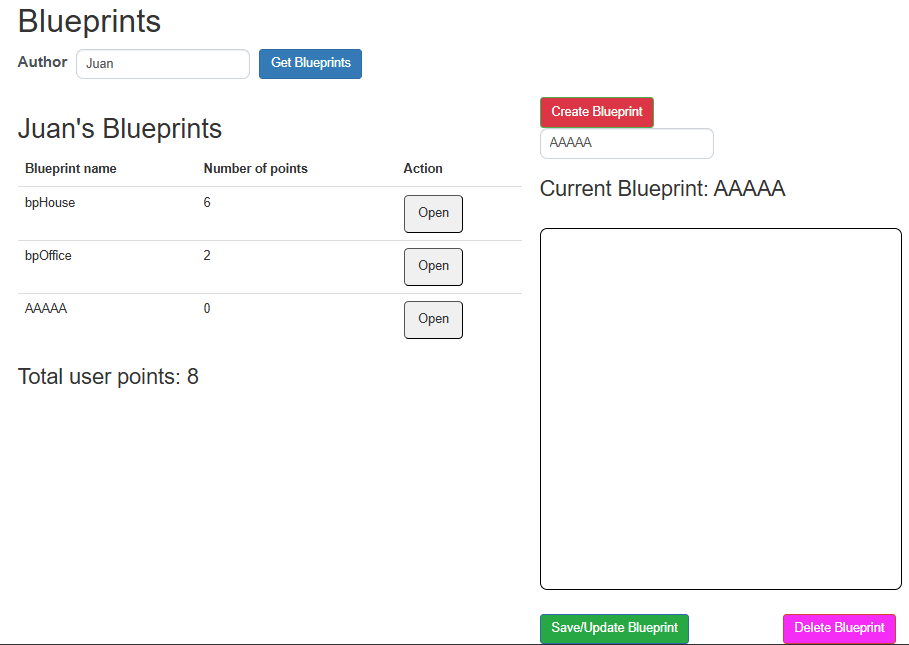 Blueprints
Author Juan Get Blueprints
Juan's Blueprints
Blueprint name Number of points Action
bpHouse 6 Open
bpOffice 2 Open
AAAAA 0 Open
Total user points: 8
Create Blueprint
AAAAA
Current Blueprint: AAAAA
Save/Update Blueprint Delete Blueprint